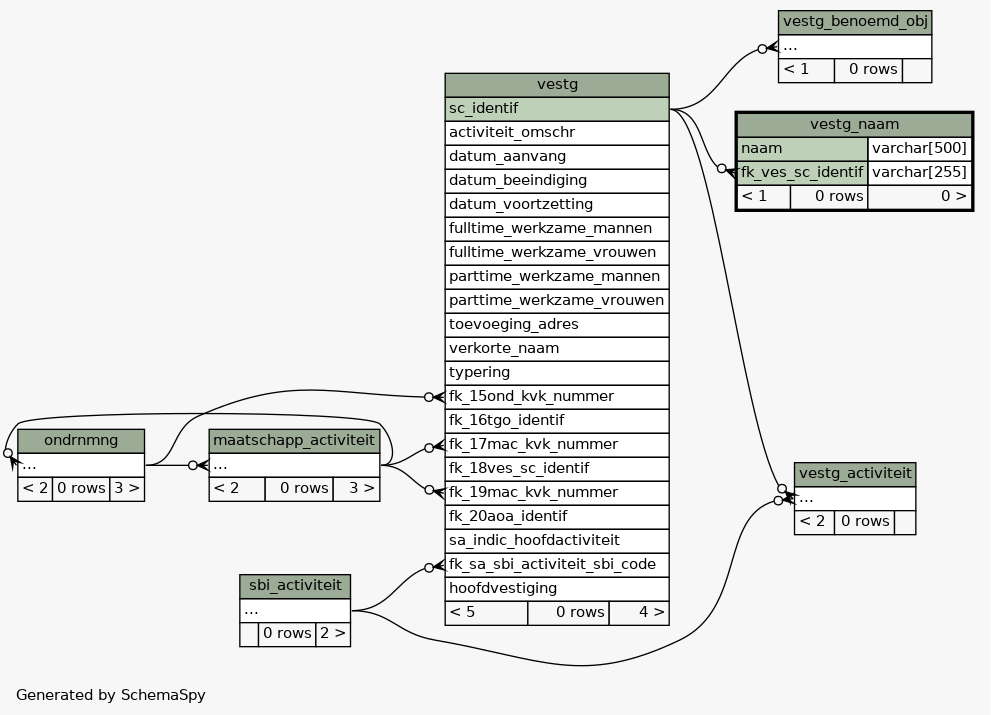 vestg_benoemd_obj
...
< 1 0 rows
vestg
sc_identif
activiteit_omschr
datum_aanvang
datum_beeindiging
datum_voortzetting
fulltime_werkzame_mannen
fulltime_werkzame_vrouwen
parttime_werkzame_mannen
parttime_werkzame_vrouwen
toevoeging_adres
verkorte_naam
typering
fk_15ond_kvk_nummer
fk_16tgo_identif
fk_17mac_kvk_nummer
fk_18ves_sc_identif
fk_19mac_kvk_nummer
fk_20aoa_identif
sa_indic_hoofdactiviteit
fk_sa_sbi_activiteit_sbi_code
hoofdvestiging
< 5 0 rows 4 >
vestg_naam
naam varchar[500]
fk_ves_sc_identif varchar[255]
< 1 0 rows 0 >
ondrnmng
...
< 2 0 rows 3 >
maatschapp_activiteit
...
< 2 0 rows 3 >
vestg_activiteit
...
< 2 0 rows
sbi_activiteit
...
0 rows 2 >
Generated by SchemaSpy